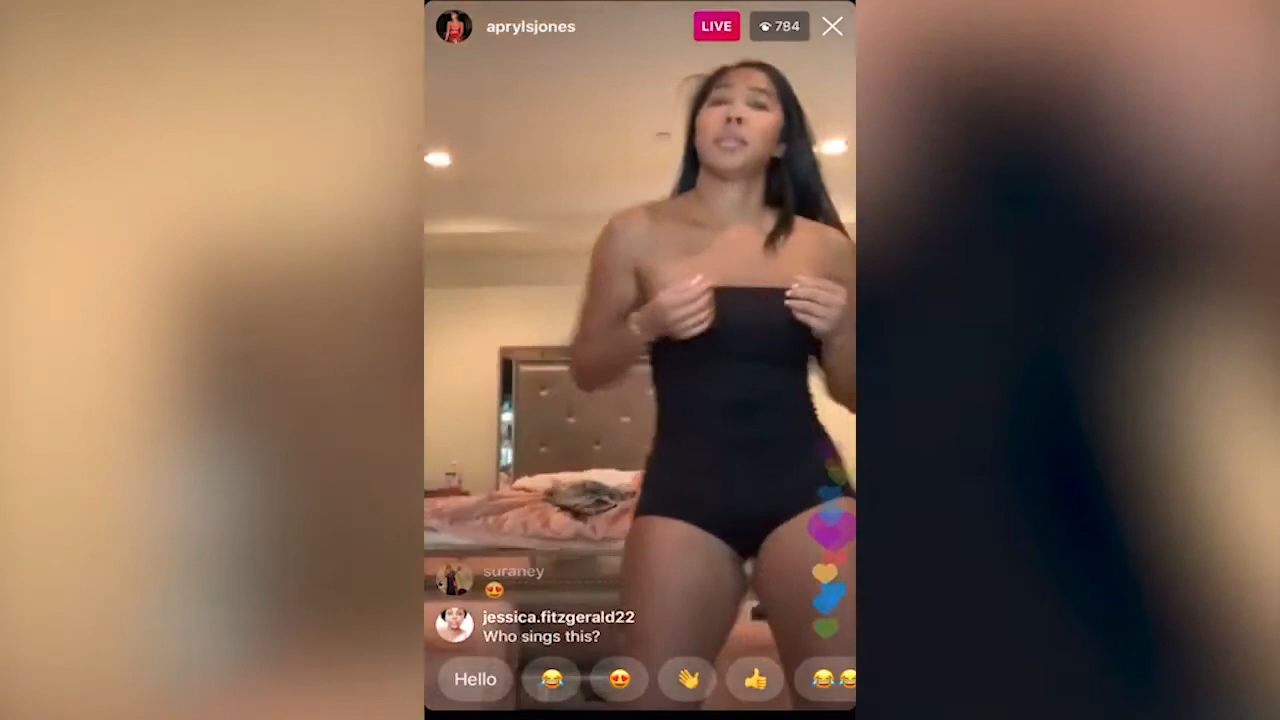 aprylsjones
LIVE
784
suraney
jessica.fitzgerald22
Who sings this?
Hello